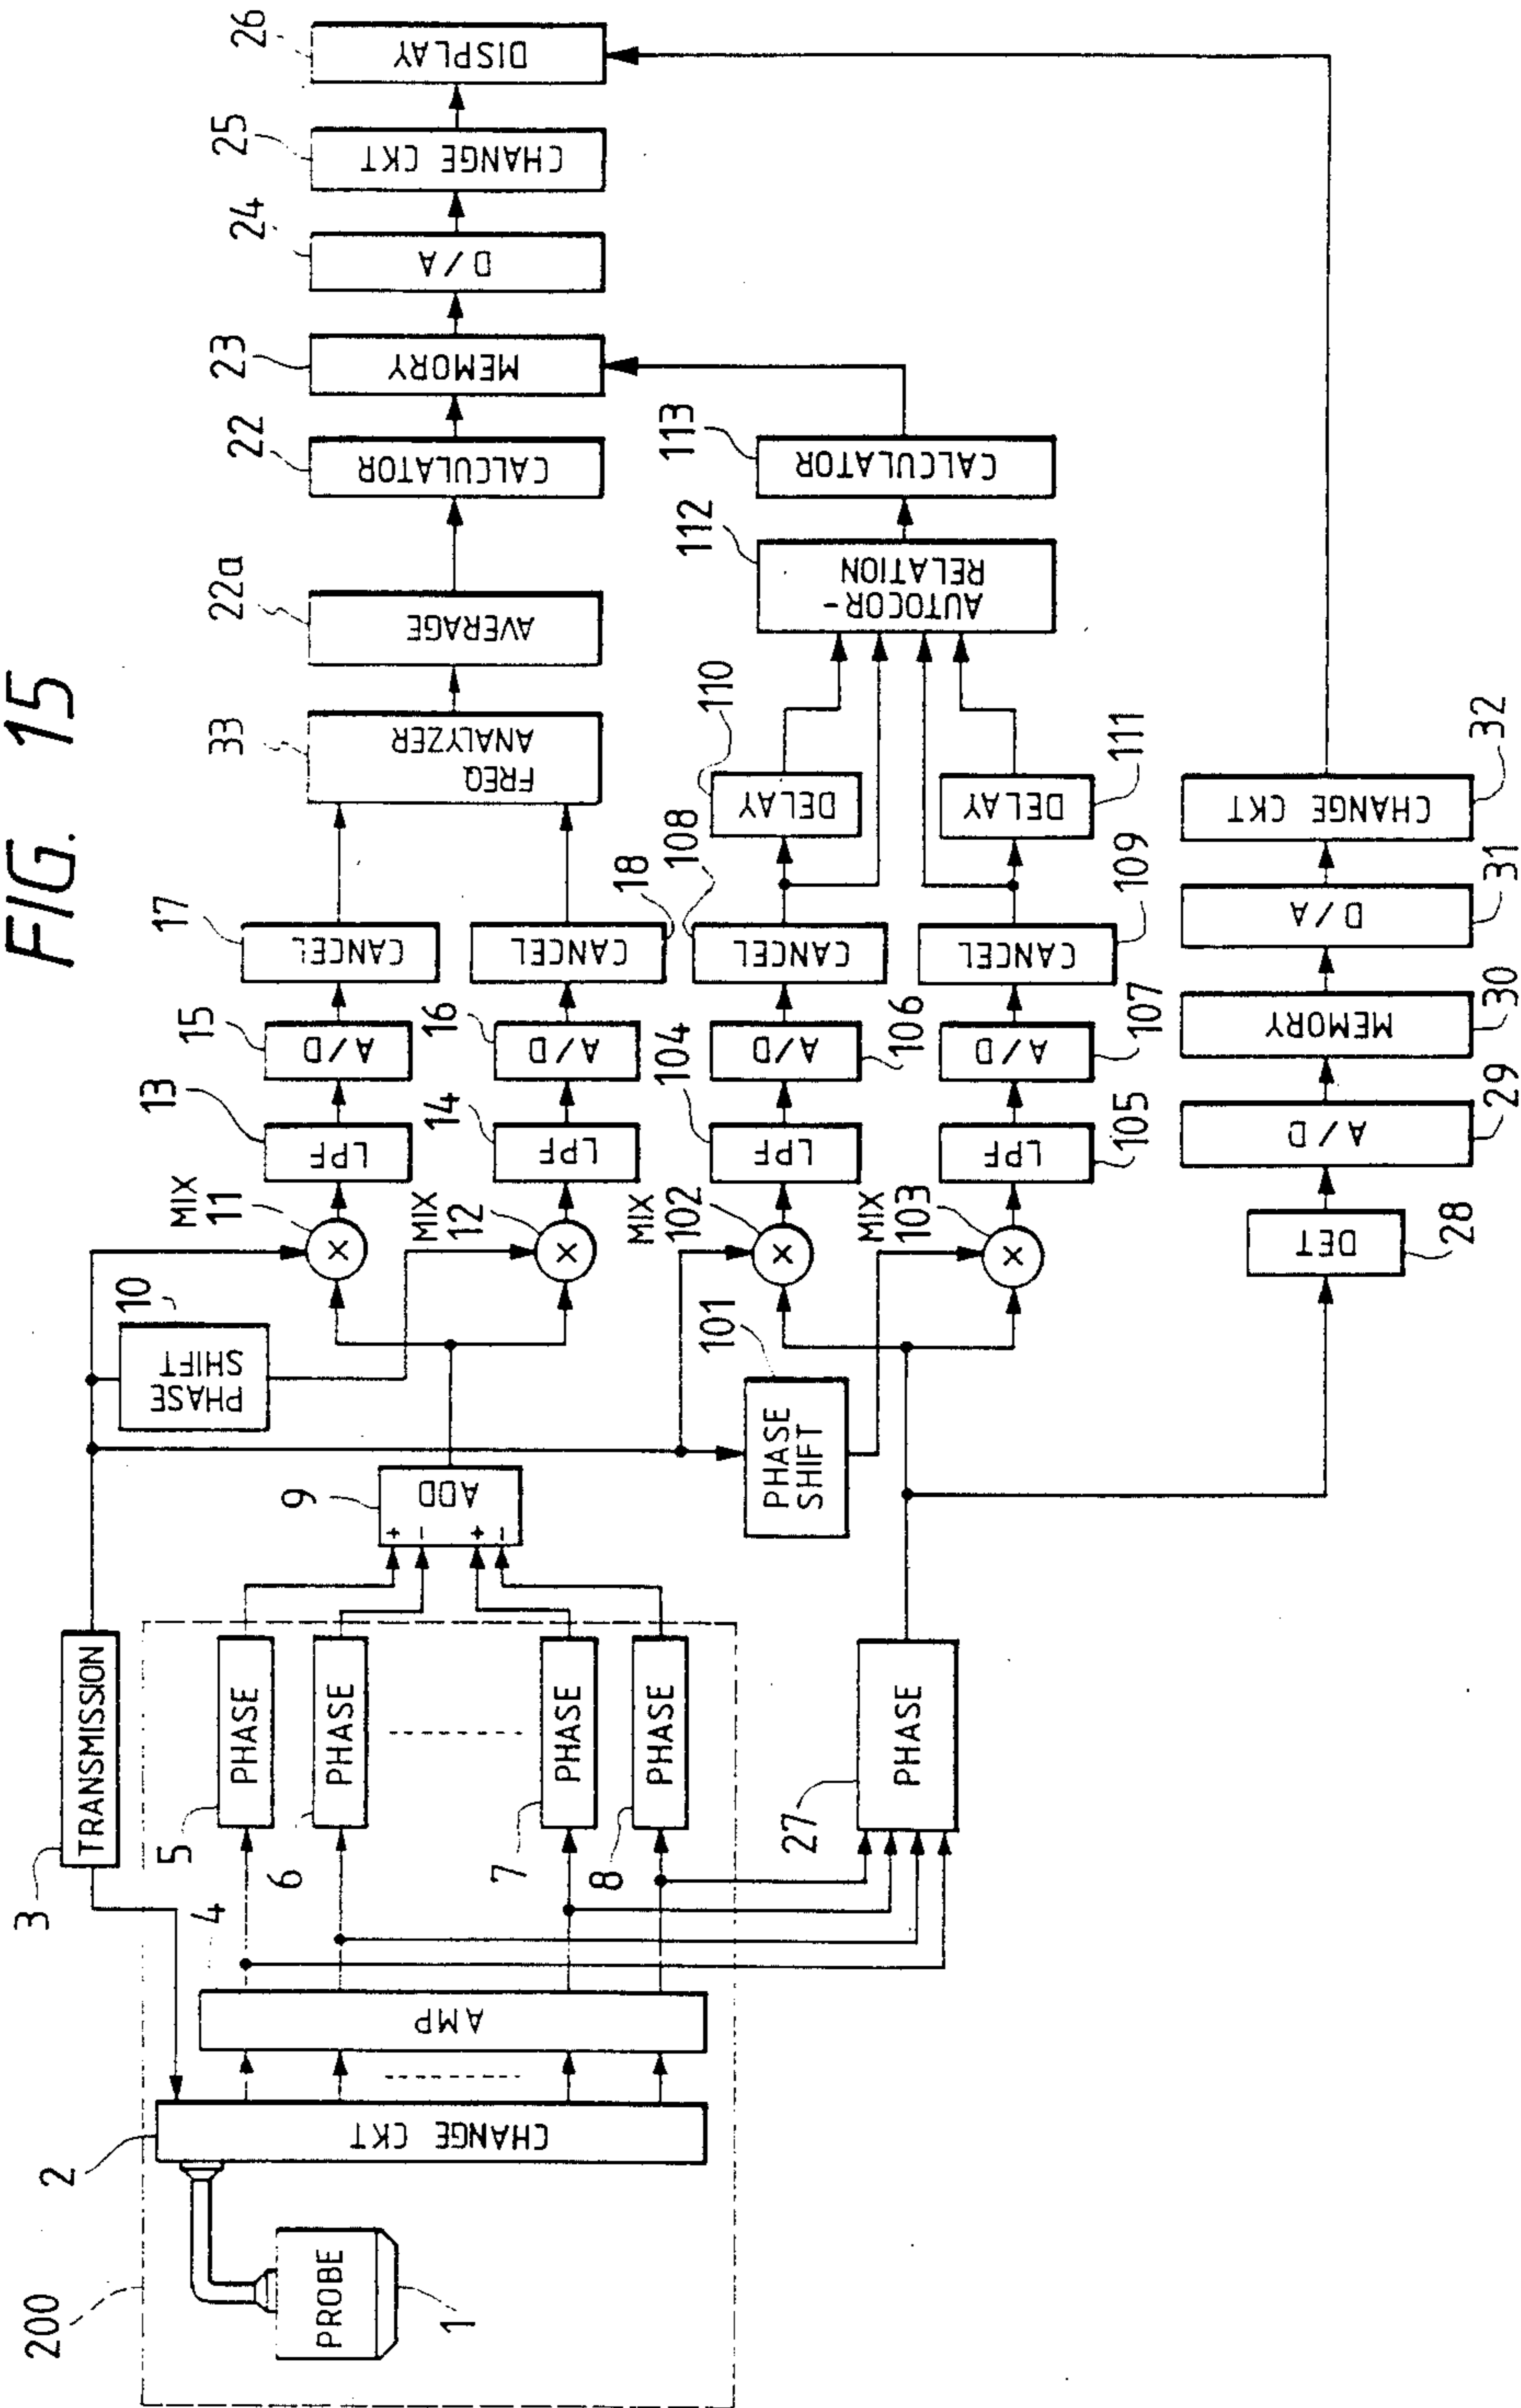 FIG. 15
200
PROBE
1
2
CHANGE CKT
3
TRANSMISSION
4
AMP
5
PHASE
6
PHASE
7
PHASE
8
PHASE
27
PHASE
9
ADD
+
-
+
-
10
PHASE
SHIFT
101
PHASE
SHIFT
MIX
11
×
MIX
12
×
MIX
102
×
MIX
103
×
13
LPF
14
LPF
104
LPF
105
LPF
15
A/D
16
A/D
106
A/D
107
A/D
17
CANCEL
18
CANCEL
108
CANCEL
109
CANCEL
110
DELAY
111
DELAY
33
FREQ
ANALYZER
22a
AVERAGE
22
CALCULATOR
23
MEMORY
24
D/A
25
CHANGE CKT
26
DISPLAY
112
AUTOCOR-
RELATION
113
CALCULATOR
28
DET
29
A/D
30
MEMORY
31
D/A
32
CHANGE CKT